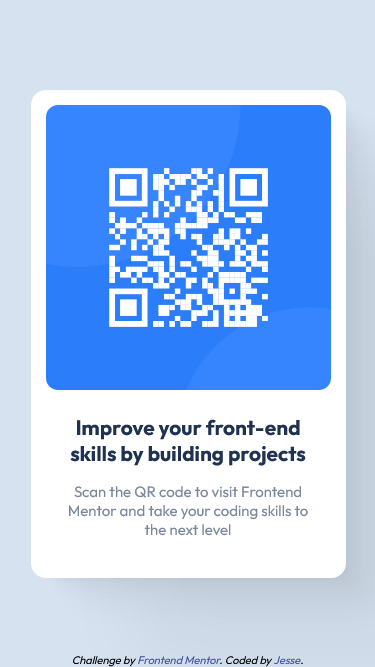 Improve your front-end
skills by building projects
Scan the QR code to visit Frontend
Mentor and take your coding skills to
the next level
Challenge by Frontend Mentor. Coded by Jesse.